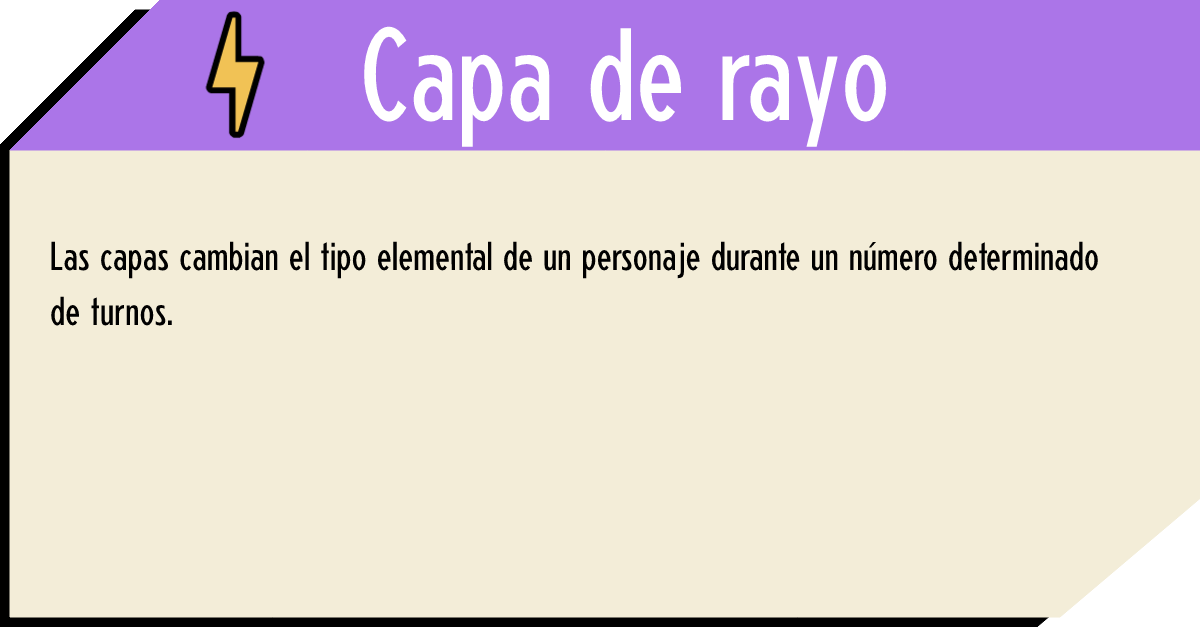 Capa de rayo
Las capas cambian el tipo elemental de un personaje durante un número determinado
de turnos.